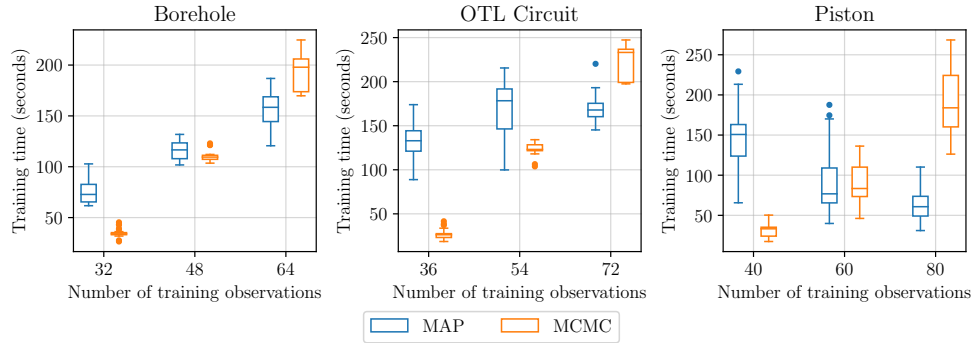 Borehole
Training time (seconds)
200
150
100
50
32
48
64
Number of training observations
OTL Circuit
Training time (seconds)
250
200
150
100
50
0
36
54
72
Number of training observations
Piston
Training time (seconds)
250
200
150
100
50
40
60
80
Number of training observations
MAP
MCMC